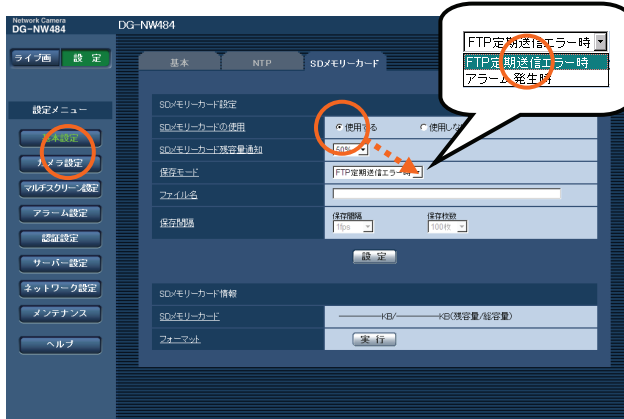 Network Camera
DG-NW484
DG-NW484
ライブ画 設 定
設定メニュー
基本設定
カメラ設定
マルチスクリーン設定
アラーム設定
認証設定
サーバー設定
ネットワーク設定
メンテナンス
ヘルプ
基本 NTP SDメモリーカード
SDメモリーカード設定
SDメモリーカードの使用 使用する 使用しな
SDメモリーカード残容量通知 50%
保存モード FTP定期送信エラー時
ファイル名
保存間隔 保存間隔 保存枚数
1fps 100枚
設 定
SDメモリーカード情報
SDメモリーカード ————KB/————KB(残容量/総容量)
フォーマット 実 行
FTP定期送信エラー時
FTP定期送信エラー時
アラーム発生時